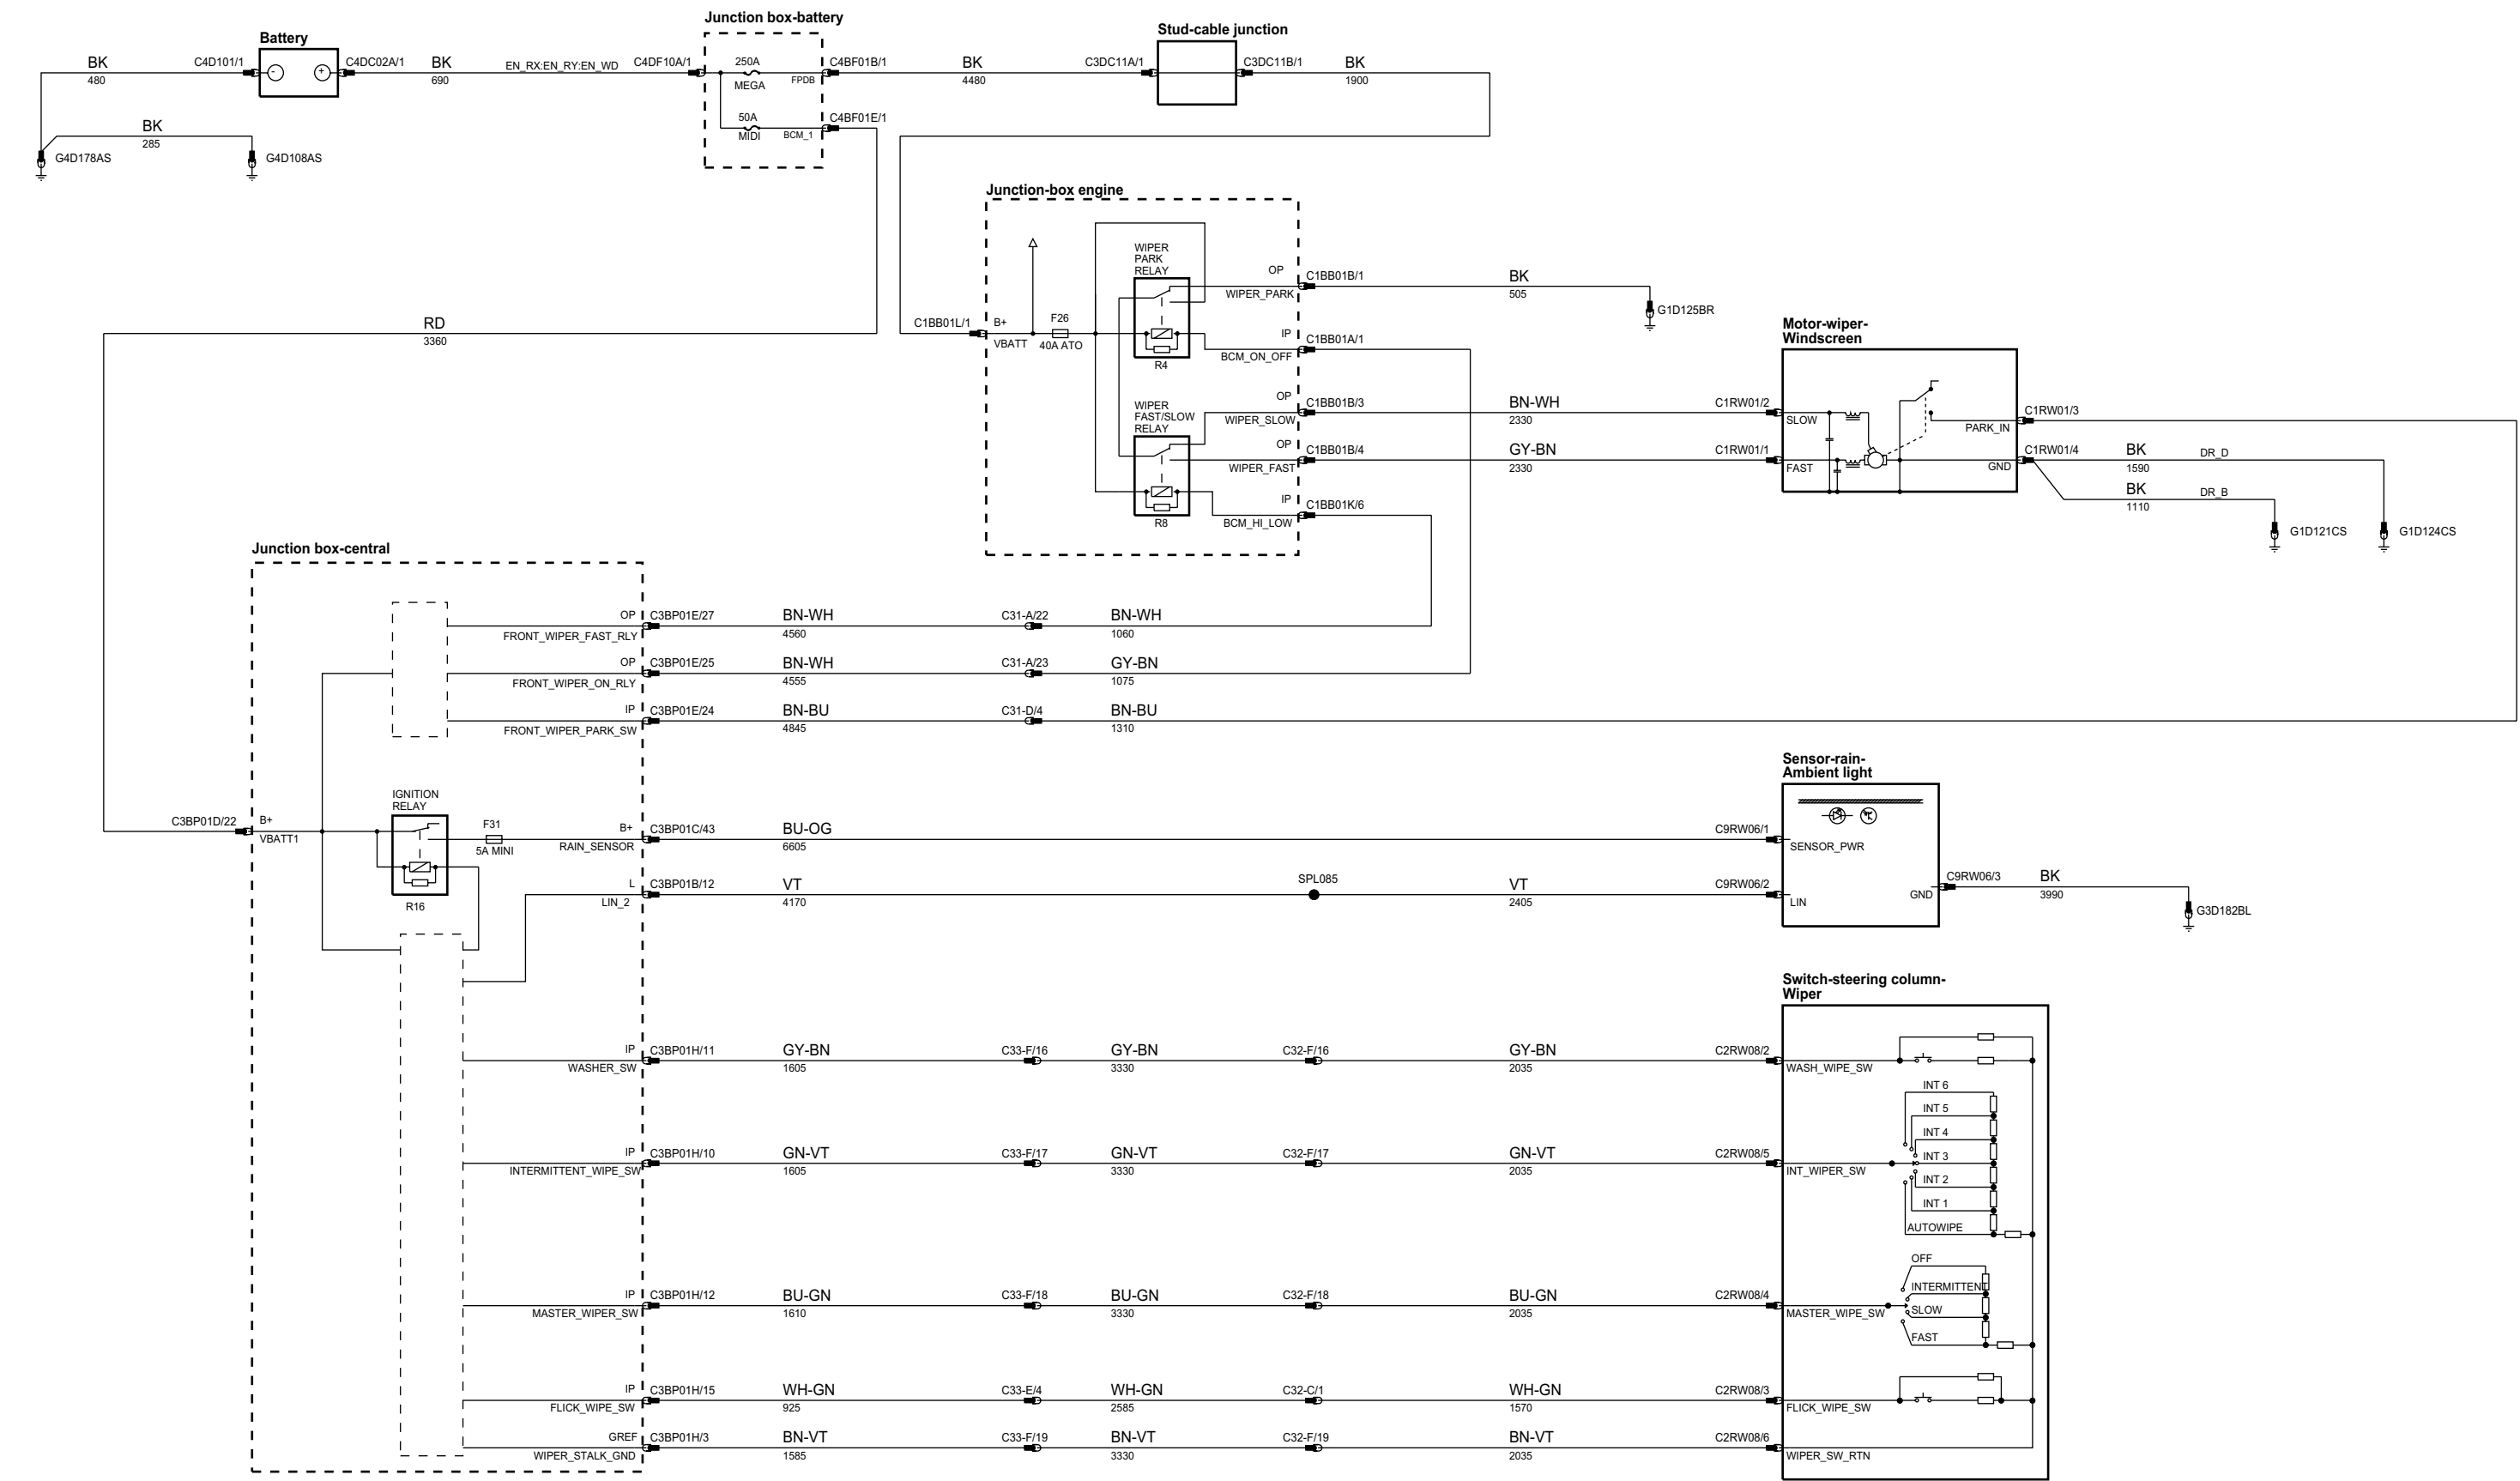 Junction box-battery
Battery
Stud-cable junction
BK
480
C4D101/1
-
+
C4DC02A/1
BK
690
EN_RX:EN_RY:EN_WD
C4DF10A/1
250A
MEGA
FPDB
C4BF01B/1
BK
4480
C3DC11A/1
C3DC11B/1
BK
1900
50A
MIDI
BCM_1
C4BF01E/1
BK
285
G4D178AS
G4D108AS
Junction-box engine
WIPER
PARK
RELAY
OP
WIPER_PARK
C1BB01B/1
BK
505
G1D125BR
RD
3360
C1BB01L/1
B+
VBATT
F26
40A ATO
R4
IP
BCM_ON_OFF
C1BB01A/1
Motor-wiper-
Windscreen
WIPER
FAST/SLOW
RELAY
OP
WIPER_SLOW
C1BB01B/3
BN-WH
2330
C1RW01/2
SLOW
PARK_IN
C1RW01/3
OP
WIPER_FAST
C1BB01B/4
GY-BN
2330
C1RW01/1
FAST
GND
C1RW01/4
BK
1590
DR_D
BK
1110
DR_B
G1D121CS
G1D124CS
IP
BCM_HI_LOW
C1BB01K/6
R8
Junction box-central
OP
FRONT_WIPER_FAST_RLY
C3BP01E/27
BN-WH
4560
C31-A/22
BN-WH
1060
OP
FRONT_WIPER_ON_RLY
C3BP01E/25
BN-WH
4555
C31-A/23
GY-BN
1075
IP
FRONT_WIPER_PARK_SW
C3BP01E/24
BN-BU
4845
C31-D/4
BN-BU
1310
Sensor-rain-
Ambient light
IGNITION
RELAY
C3BP01D/22
B+
VBATT1
R16
F31
5A MINI
B+
RAIN_SENSOR
C3BP01C/43
BU-OG
6605
C9RW06/1
SENSOR_PWR
L
LIN_2
C3BP01B/12
VT
4170
SPL085
VT
2405
C9RW06/2
LIN
GND
C9RW06/3
BK
3990
G3D182BL
Switch-steering column-
Wiper
IP
WASHER_SW
C3BP01H/11
GY-BN
1605
C33-F/16
GY-BN
3330
C32-F/16
GY-BN
2035
C2RW08/2
WASH_WIPE_SW
INT 6
INT 5
INT 4
INT 3
INT 2
INT 1
AUTOWIPE
IP
INTERMITTENT_WIPE_SW
C3BP01H/10
GN-VT
1605
C33-F/17
GN-VT
3330
C32-F/17
GN-VT
2035
C2RW08/5
INT_WIPER_SW
OFF
INTERMITTENT
SLOW
FAST
IP
MASTER_WIPER_SW
C3BP01H/12
BU-GN
1610
C33-F/18
BU-GN
3330
C32-F/18
BU-GN
2035
C2RW08/4
MASTER_WIPE_SW
IP
FLICK_WIPE_SW
C3BP01H/15
WH-GN
925
C33-E/4
WH-GN
2585
C32-C/1
WH-GN
1570
C2RW08/3
FLICK_WIPE_SW
GREF
WIPER_STALK_GND
C3BP01H/3
BN-VT
1585
C33-F/19
BN-VT
3330
C32-F/19
BN-VT
2035
C2RW08/6
WIPER_SW_RTN